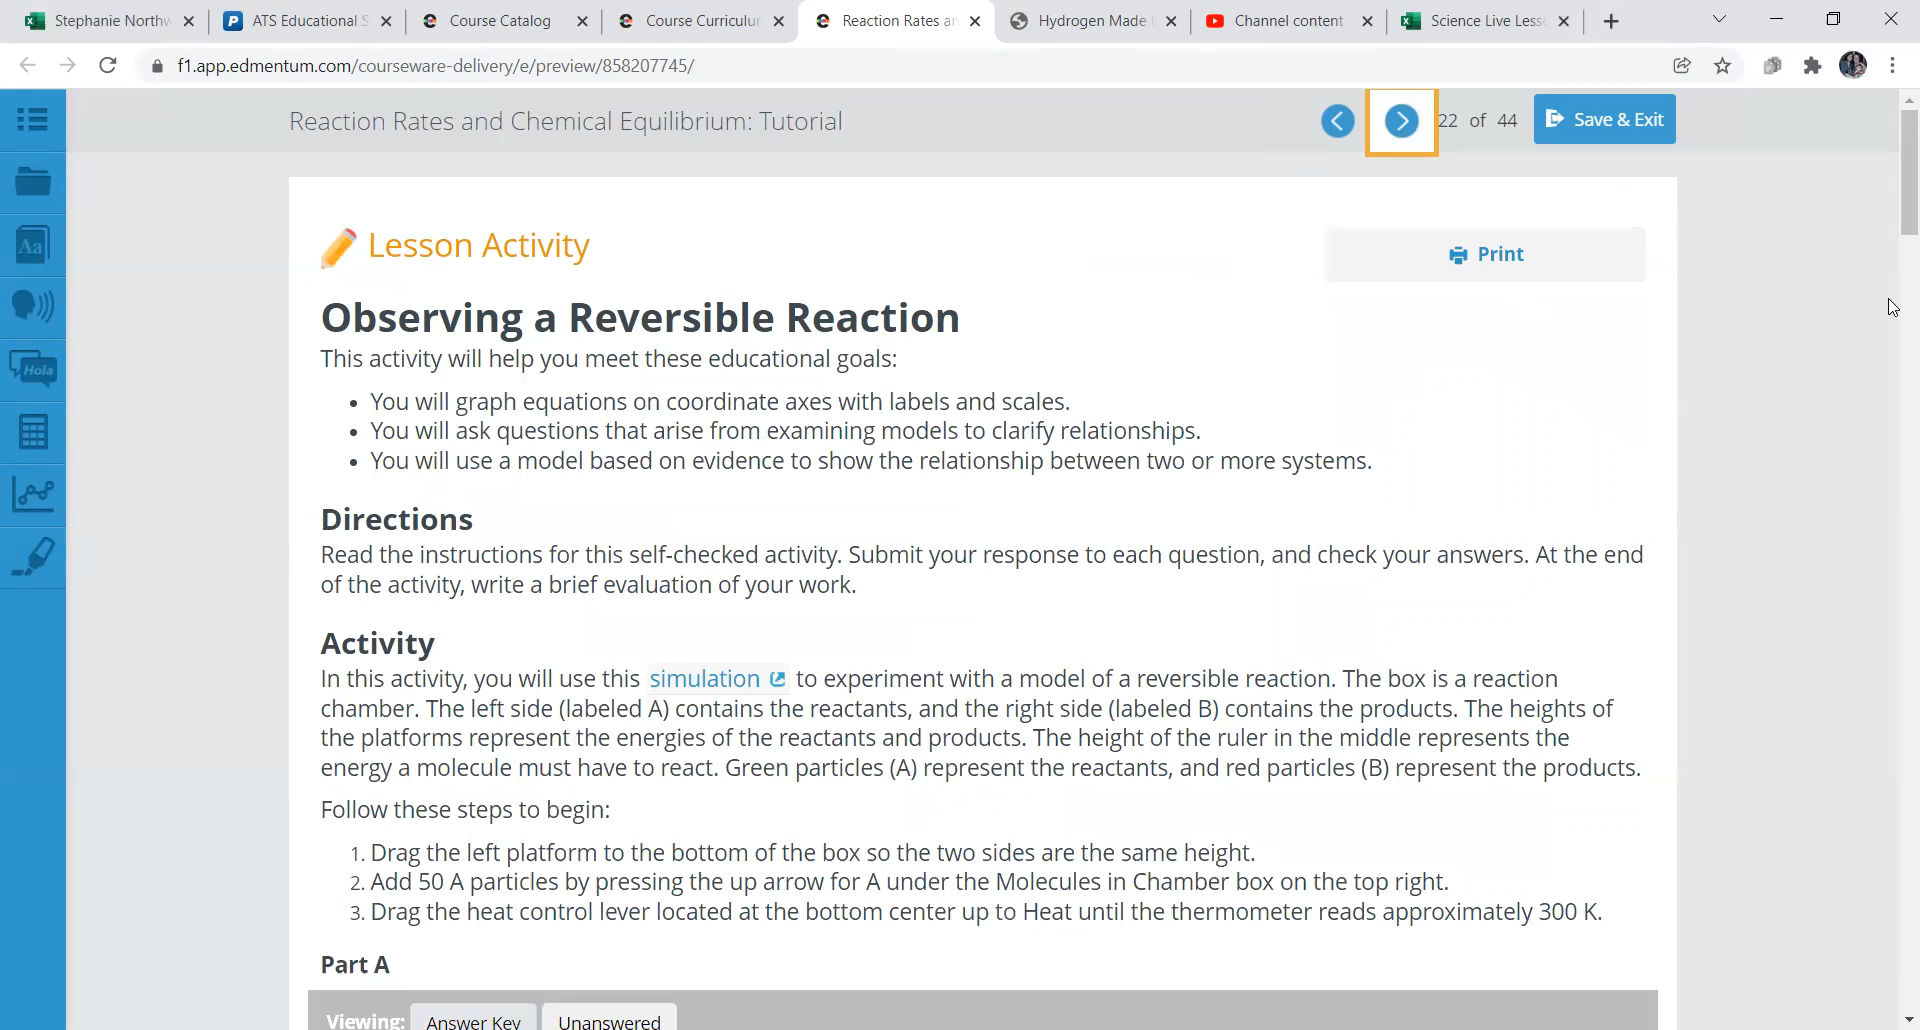 Stephanie Northw
ATS Educational S
Course Catalog
Course Curriculu
Reaction Rates an
Hydrogen Made
Channel content
Science Live Less
f1.app.edmentum.com/courseware-delivery/e/preview/858207745/
Reaction Rates and Chemical Equilibrium: Tutorial
22 of 44
Save & Exit
Lesson Activity
Print
Aa
Hola
Observing a Reversible Reaction
This activity will help you meet these educational goals:
• You will graph equations on coordinate axes with labels and scales.
• You will ask questions that arise from examining models to clarify relationships.
• You will use a model based on evidence to show the relationship between two or more systems.
Directions
Read the instructions for this self-checked activity. Submit your response to each question, and check your answers. At the end
of the activity, write a brief evaluation of your work.
Activity
In this activity, you will use this simulation to experiment with a model of a reversible reaction. The box is a reaction
chamber. The left side (labeled A) contains the reactants, and the right side (labeled B) contains the products. The heights of
the platforms represent the energies of the reactants and products. The height of the ruler in the middle represents the
energy a molecule must have to react. Green particles (A) represent the reactants, and red particles (B) represent the products.
Follow these steps to begin:
1. Drag the left platform to the bottom of the box so the two sides are the same height.
2. Add 50 A particles by pressing the up arrow for A under the Molecules in Chamber box on the top right.
3. Drag the heat control lever located at the bottom center up to Heat until the thermometer reads approximately 300 K.
Part A
Viewing: Answer Key Unanswered